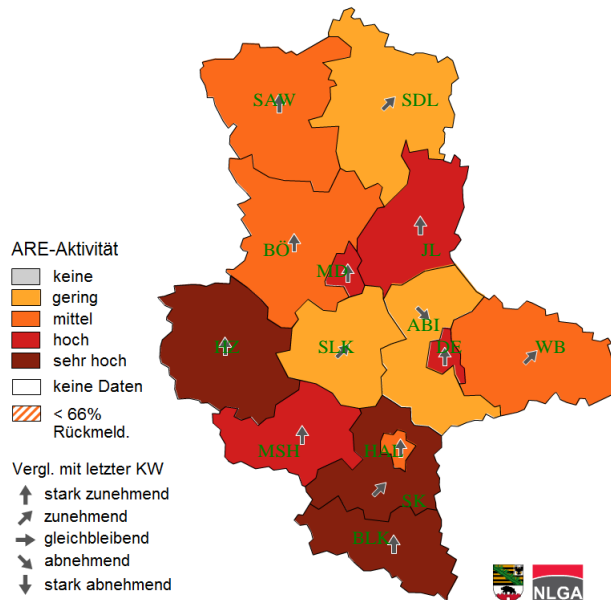 SAW
SDL
BÖ
MD
JL
HZ
SLK
ABI
DE
WB
MSH
HAL
SK
BLK
ARE-Aktivität
keine
gering
mittel
hoch
sehr hoch
keine Daten
< 66%
Rückmeld.
Vergl. mit letzter KW
stark zunehmend
zunehmend
gleichbleibend
abnehmend
stark abnehmend
NLGA